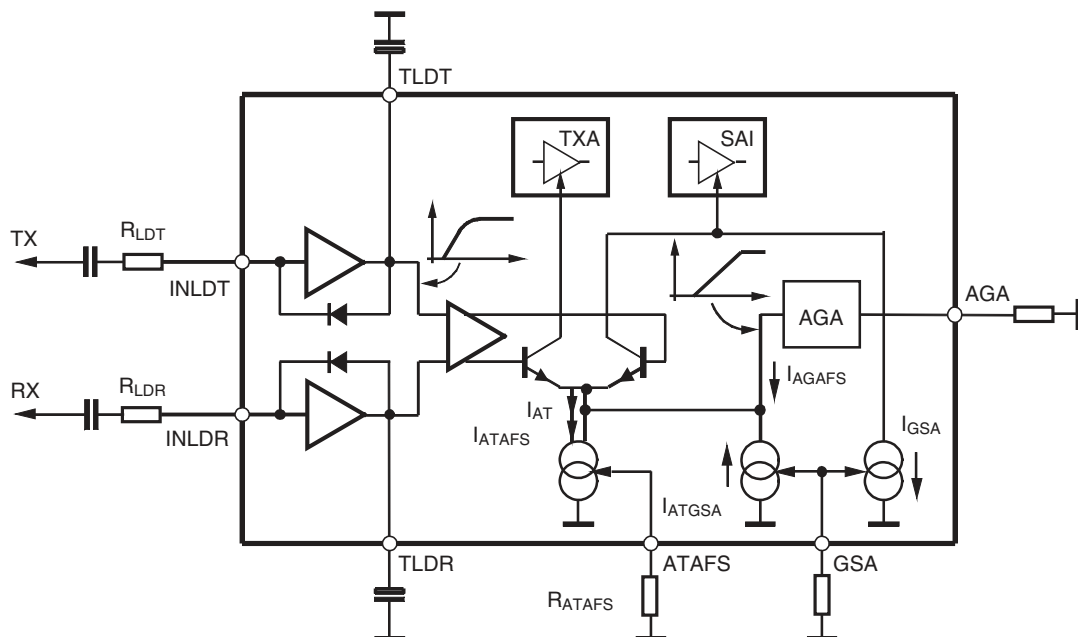 TLDT
TXA
SAI
TX
RLDT
INLDT
AGA
AGA
RX
RLDR
INLDR
IAT
IATAFS
IAGAFS
IGSA
IATGSA
TLDR
ATAFS
GSA
RATAFS